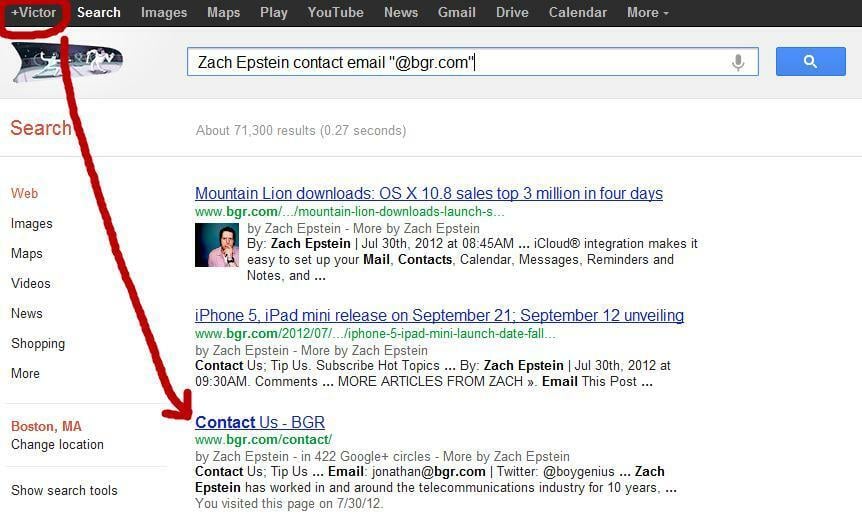 +Victor Search Images Maps Play YouTube News Gmail Drive Calendar More
Zach Epstein contact email "@bgr.com"
Search
About 71,300 results (0.27 seconds)
Web
Images
Maps
Videos
News
Shopping
More
Boston, MA
Change location
Show search tools
Mountain Lion downloads: OS X 10.8 sales top 3 million in four days
www.bgr.com/.../mountain-lion-downloads-launch-s...
by Zach Epstein - More by Zach Epstein
By: Zach Epstein | Jul 30th, 2012 at 08:45AM ... iCloud® integration makes it
easy to set up your Mail, Contacts, Calendar, Messages, Reminders and
Notes, and ...
iPhone 5, iPad mini release on September 21; September 12 unveiling
www.bgr.com/2012/07/.../iphone-5-ipad-mini-launch-date-fall...
by Zach Epstein - More by Zach Epstein
Contact Us; Tip Us. Subscribe Hot Topics ... By: Zach Epstein | Jul 30th, 2012 at
09:30AM. Comments ... MORE ARTICLES FROM ZACH ». Email This Post ...
Contact Us - BGR
www.bgr.com/contact/
by Zach Epstein - in 422 Google+ circles - More by Zach Epstein
Contact Us; Tip Us ... Email: jonathan@bgr.com | Twitter: @boygenius ... Zach
Epstein has worked in and around the telecommunications industry for 10 years, ...
You visited this page on 7/30/12.